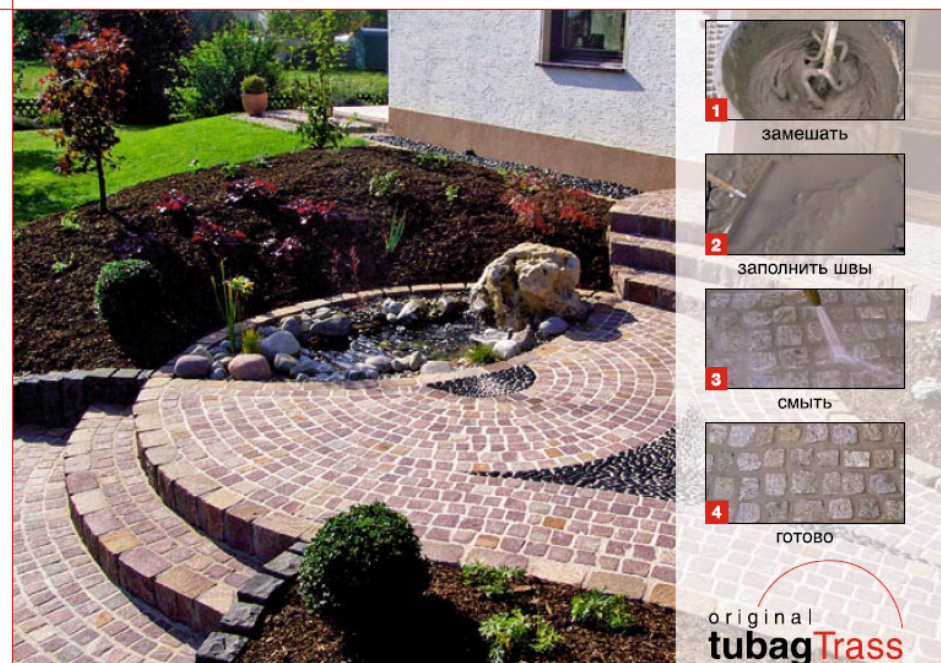 1
замешать
2
заполнить швы
3
смыть
4
готово
original
tubagTrass